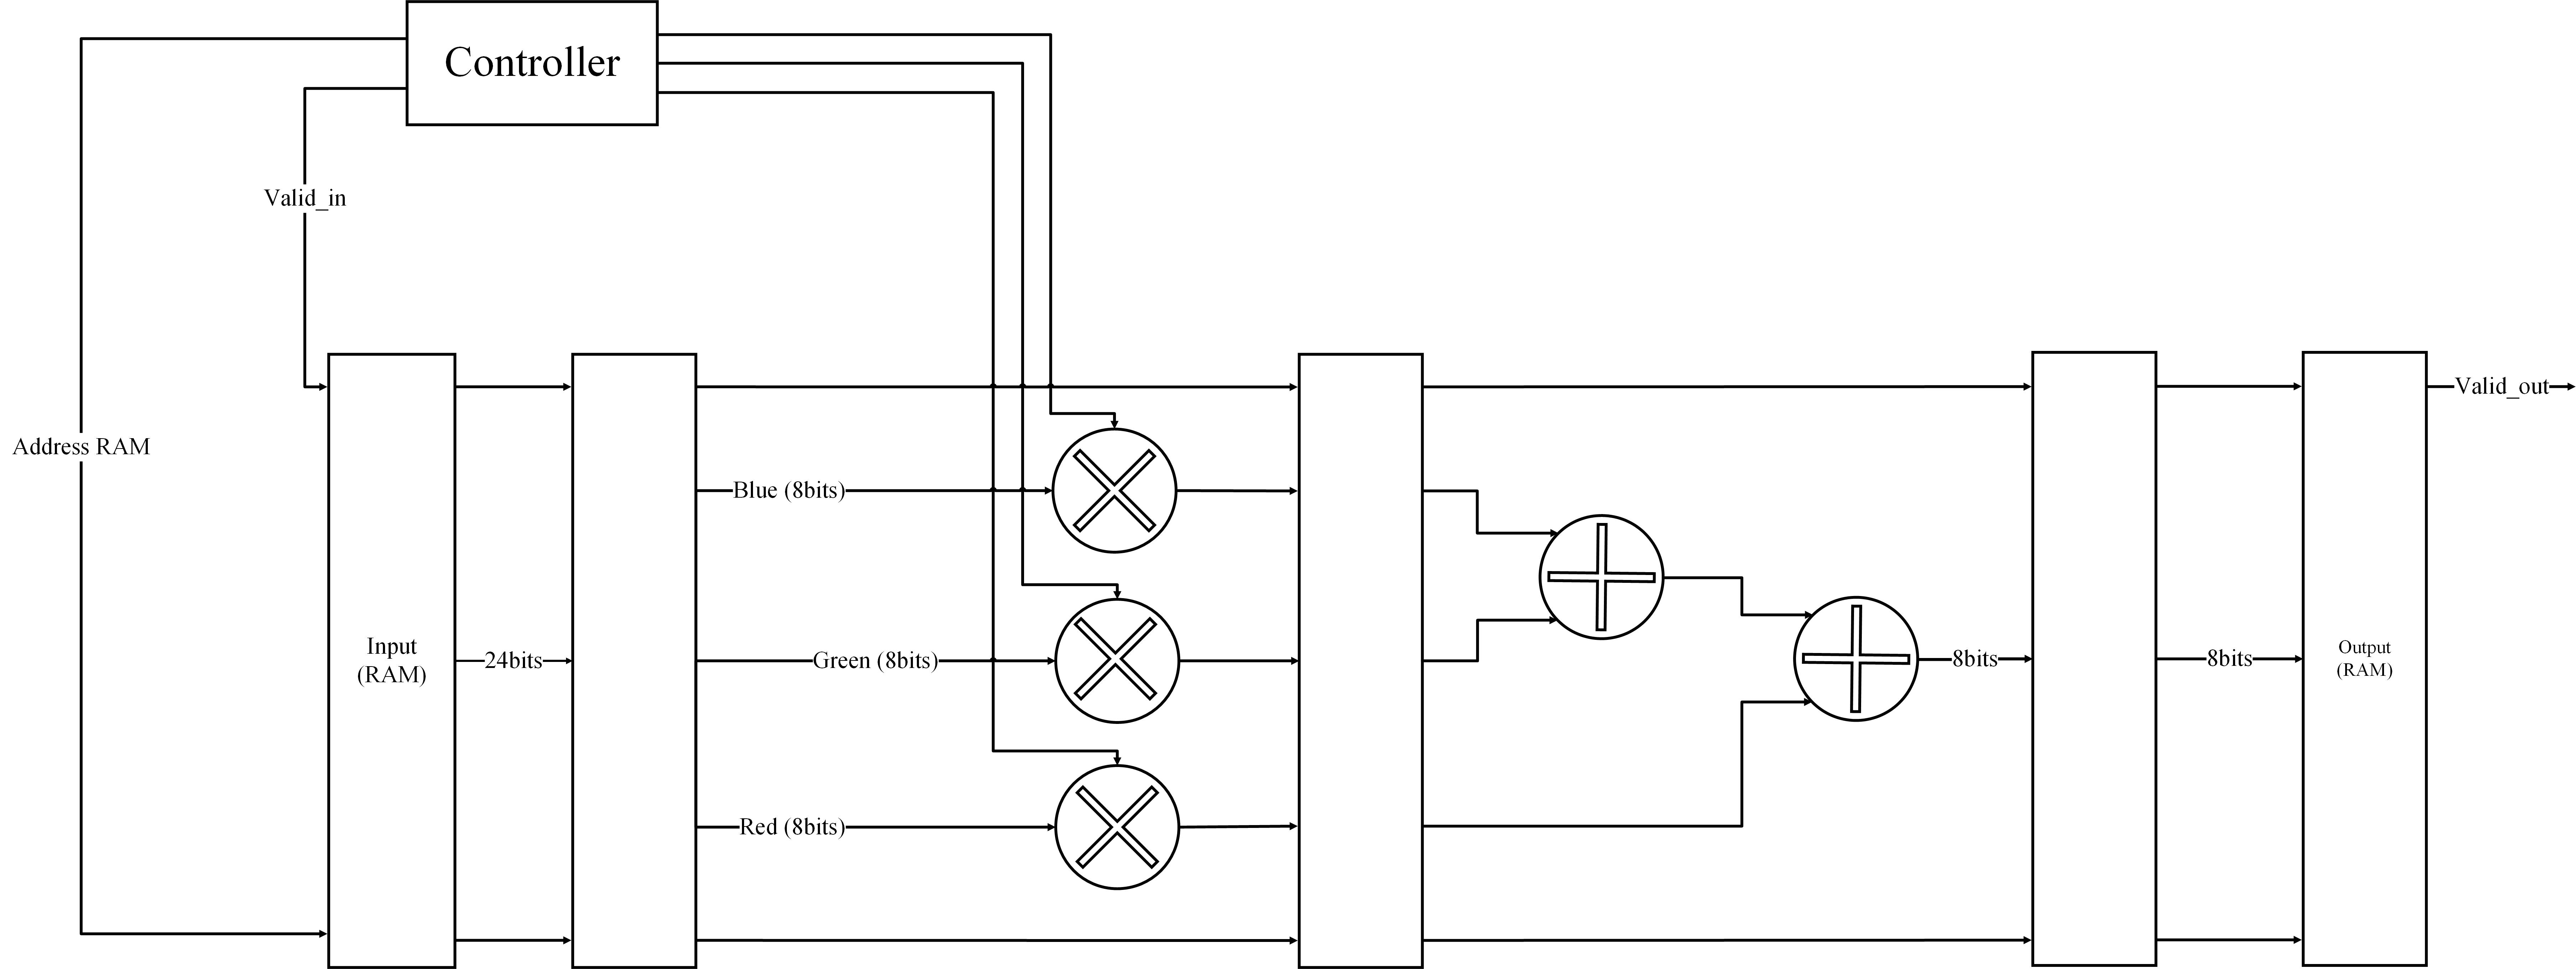 Controller
Valid_in
Valid_out
Address RAM
Blue (8bits)
Input
(RAM)
24bits
Green (8bits)
8bits
8bits
Output
(RAM)
Red (8bits)